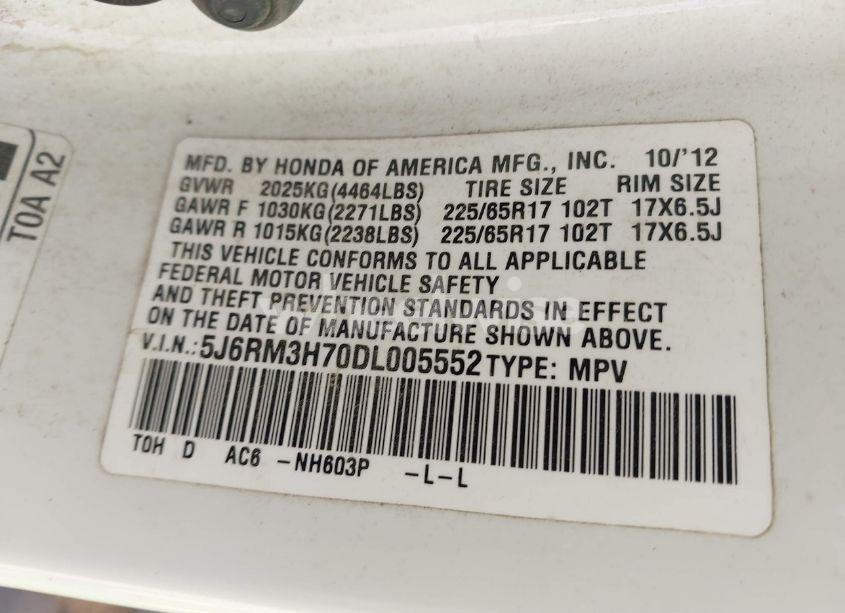 TOA A2
MFD. BY HONDA OF AMERICA MFG., INC. 10/'12
GVWR 2025KG(4464LBS) TIRE SIZE RIM SIZE
GAWR F 1030KG(2271LBS) 225/65R17 102T 17X6.5J
GAWR R 1015KG(2238LBS) 225/65R17 102T 17X6.5J
THIS VEHICLE CONFORMS TO ALL APPLICABLE
FEDERAL MOTOR VEHICLE SAFETY
AND THEFT PREVENTION STANDARDS IN EFFECT
ON THE DATE OF MANUFACTURE SHOWN ABOVE.
V.I.N.:5J6RM3H70DL005552 TYPE: MPV
TOH D AC6 -NH603P -L-L